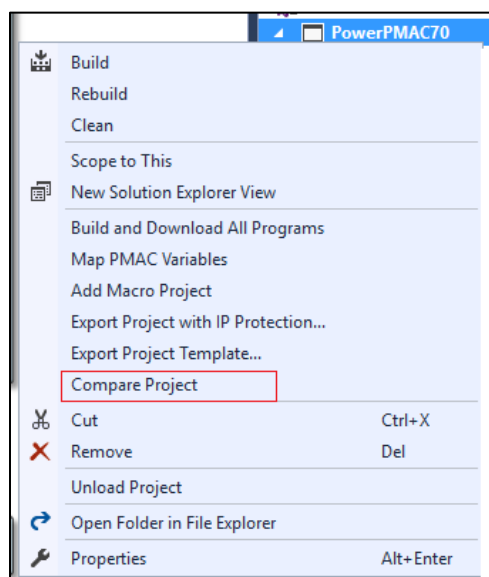 PowerPMAC70
Build
Rebuild
Clean
Scope to This
New Solution Explorer View
Build and Download All Programs
Map PMAC Variables
Add Macro Project
Export Project with IP Protection...
Export Project Template...
Compare Project
Cut Ctrl+X
Remove Del
Unload Project
Open Folder in File Explorer
Properties Alt+Enter